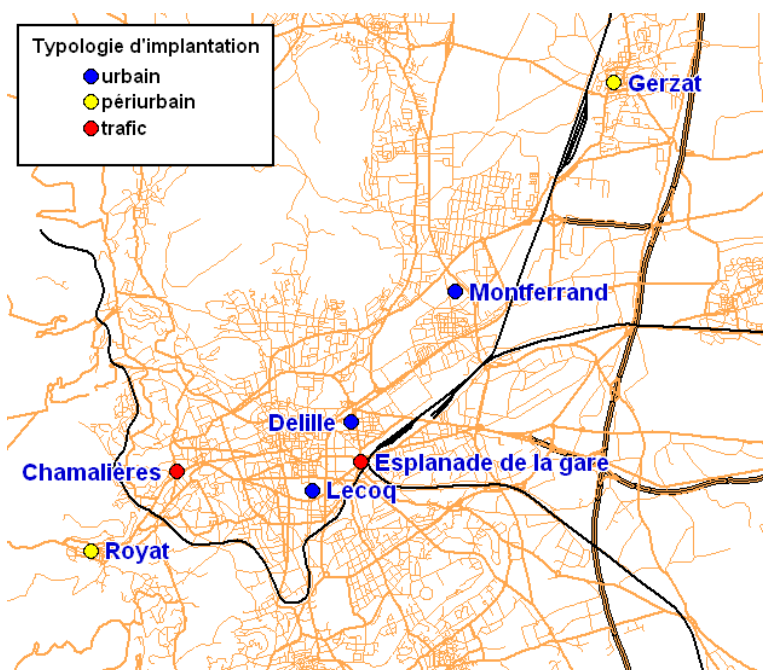 Typologie d'implantation
urbain
périurbain
trafic
Gerzat
Montferrand
Delille
Esplanade de la gare
Chamalières
Lecoq
Royat